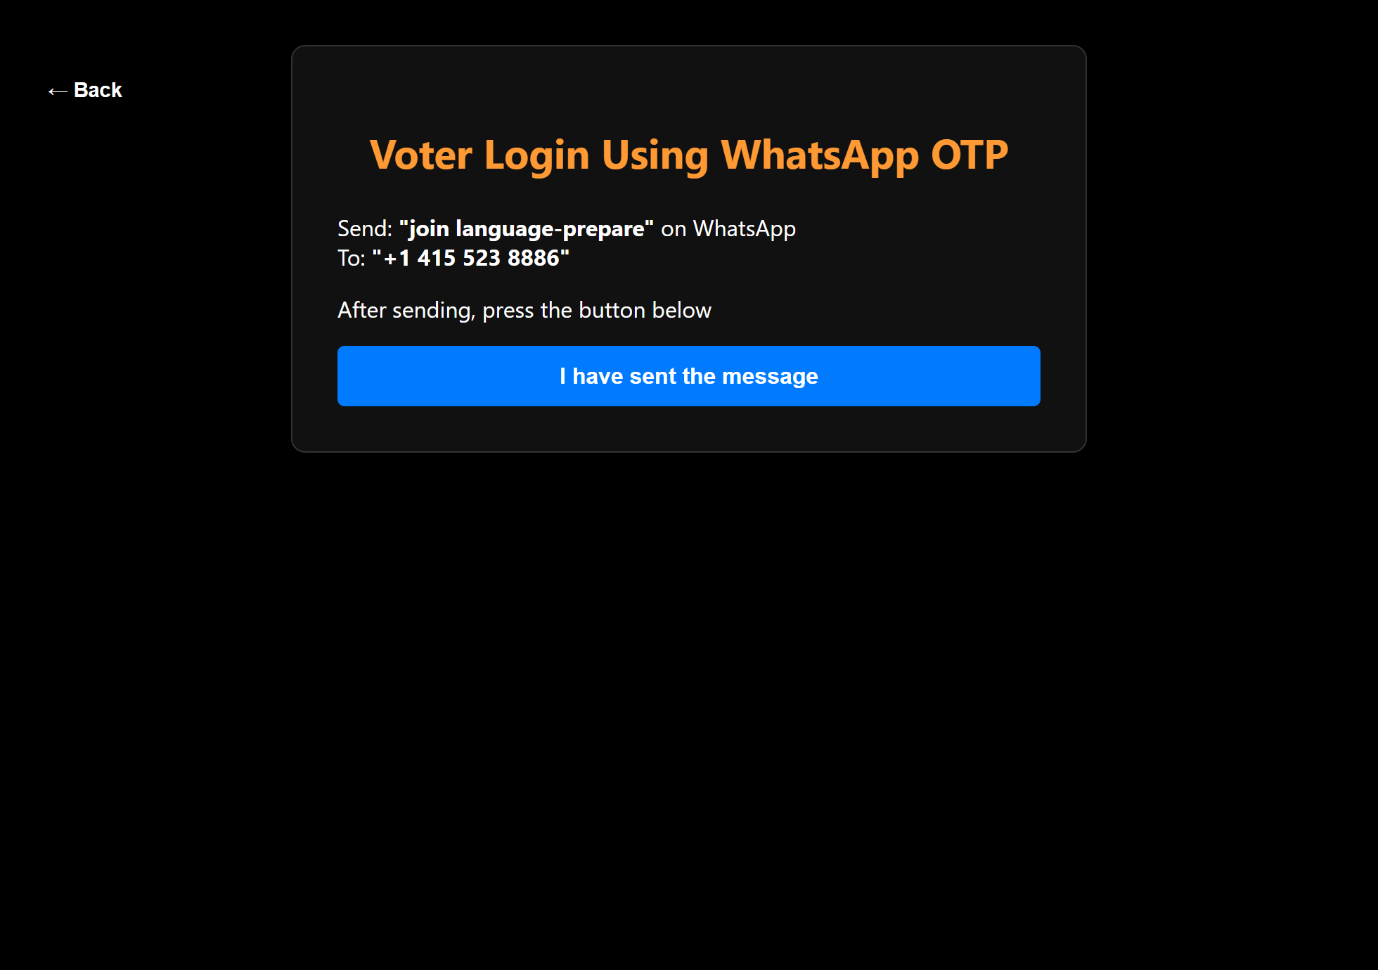 ← Back
Voter Login Using WhatsApp OTP
Send: "join language-prepare" on WhatsApp
To: "+1 415 523 8886"
After sending, press the button below
I have sent the message